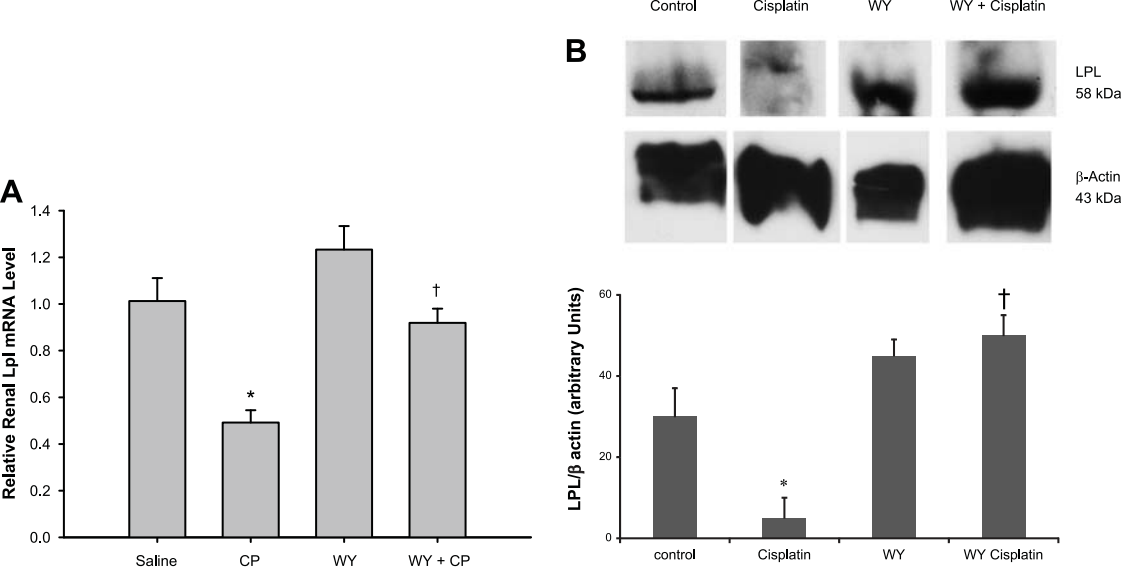 A
Relative Renal Lpl mRNA Level
1.4
1.2
1.0
0.8
0.6
0.4
0.2
0.0
*
†
Saline CP WY WY + CP
B
Control Cisplatin WY WY + Cisplatin
LPL
58 kDa
β-Actin
43 kDa
LPL/β actin (arbitrary Units)
60
40
20
0
*
†
control Cisplatin WY WY Cisplatin